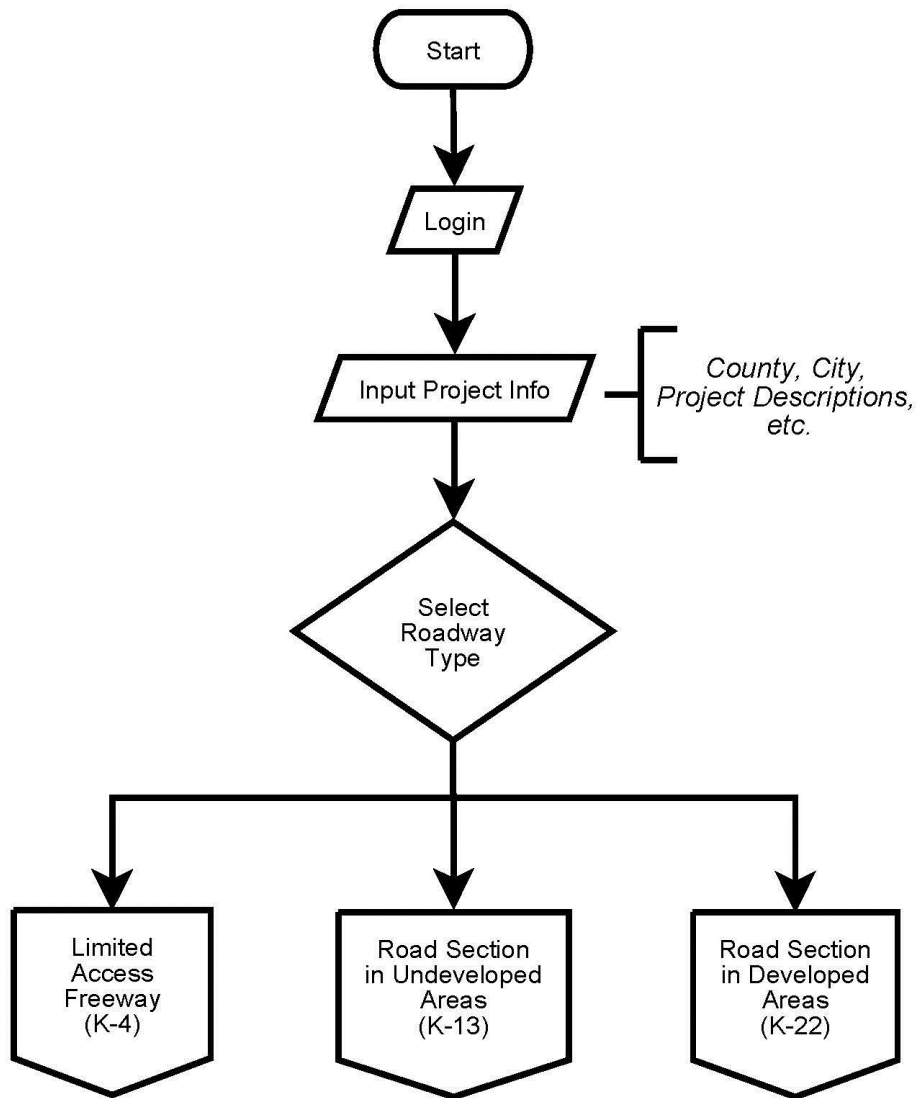 Start
Login
Input Project Info
County, City,
Project Descriptions,
etc.
Select
Roadway
Type
Limited
Access
Freeway
(K-4)
Road Section
in Undeveloped
Areas
(K-13)
Road Section
in Developed
Areas
(K-22)